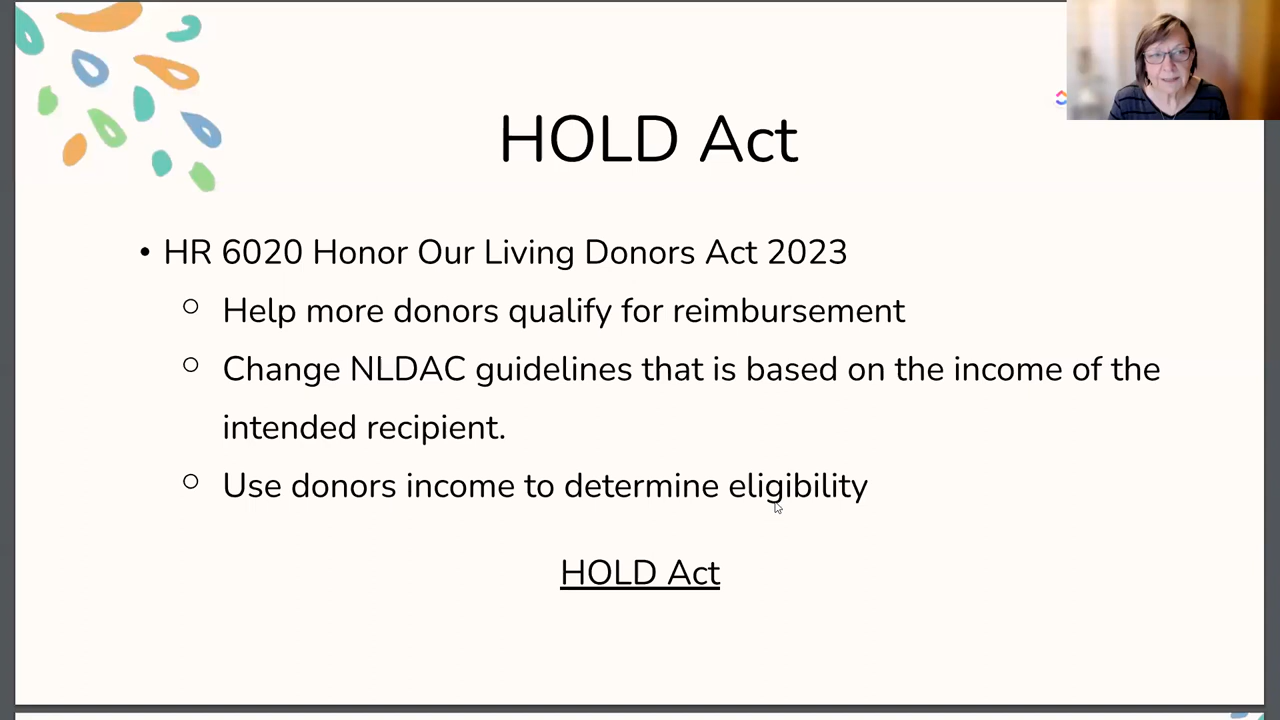 HOLD Act
• HR 6020 Honor Our Living Donors Act 2023
○ Help more donors qualify for reimbursement
○ Change NLDAC guidelines that is based on the income of the
intended recipient.
○ Use donors income to determine eligibility
HOLD Act